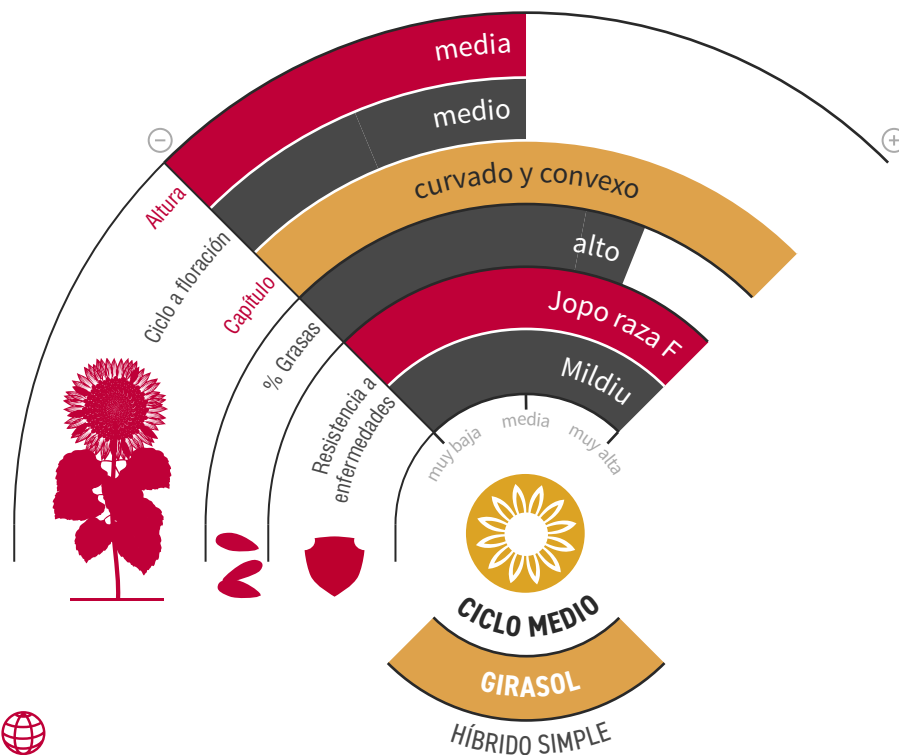 media
medio
curvado y convexo
alto
Jopo raza F
Mildiu
Altura
Ciclo a floración
Capítulo
% Grasas
Resistencia a
enfermedades
muy baja
media
muy alta
CICLO MEDIO
GIRASOL
HÍBRIDO SIMPLE